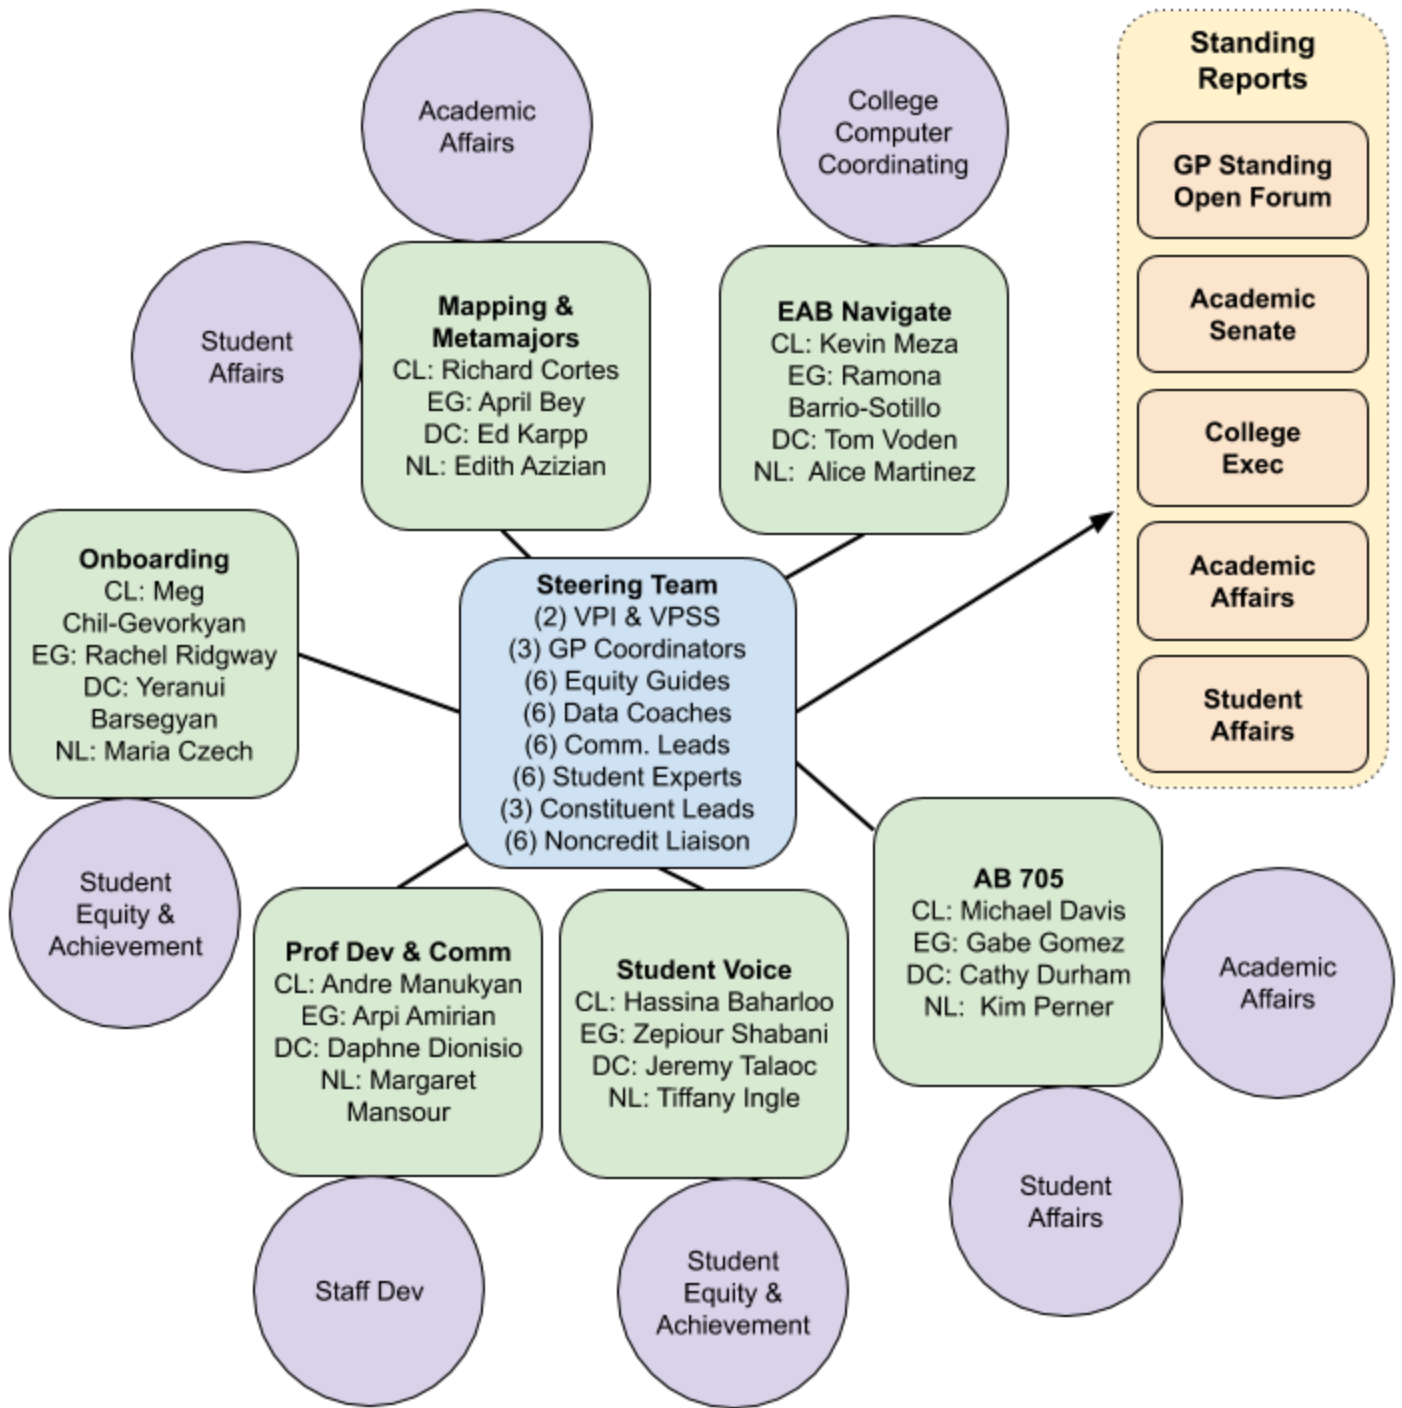 Academic
Affairs
College
Computer
Coordinating
Standing
Reports
GP Standing
Open Forum
Academic
Senate
College
Exec
Academic
Affairs
Student
Affairs
Student
Affairs
Mapping &
Metamajors
CL: Richard Cortes
EG: April Bey
DC: Ed Karpp
NL: Edith Azizian
EAB Navigate
CL: Kevin Meza
EG: Ramona
Barrio-Sotillo
DC: Tom Voden
NL: Alice Martinez
Onboarding
CL: Meg
Chil-Gevorkyan
EG: Rachel Ridgway
DC: Yeranui
Barsegyan
NL: Maria Czech
Steering Team
(2) VPI & VPSS
(3) GP Coordinators
(6) Equity Guides
(6) Data Coaches
(6) Comm. Leads
(6) Student Experts
(3) Constituent Leads
(6) Noncredit Liaison
Student
Equity &
Achievement
Prof Dev & Comm
CL: Andre Manukyan
EG: Arpi Amirian
DC: Daphne Dionisio
NL: Margaret
Mansour
Student Voice
CL: Hassina Baharloo
EG: Zepiour Shabani
DC: Jeremy Talaoc
NL: Tiffany Ingle
AB 705
CL: Michael Davis
EG: Gabe Gomez
DC: Cathy Durham
NL: Kim Perner
Academic
Affairs
Student
Affairs
Staff Dev
Student
Equity &
Achievement